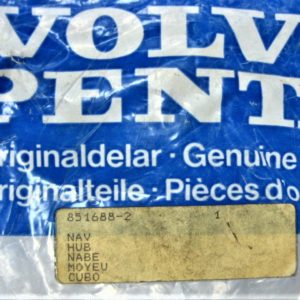 VOLV
PENT
riginaldelar · Genuine
riginalteile · Pièces d'o
851688-2 1
NAV
HUB
NABE
MOYEU
CUBO